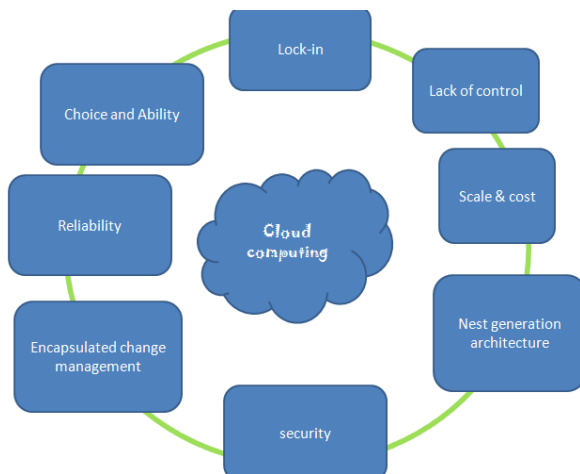 Lock-in
Lack of control
Scale & cost
Nest generation
architecture
security
Encapsulated change
management
Reliability
Choice and Ability
Cloud
computing